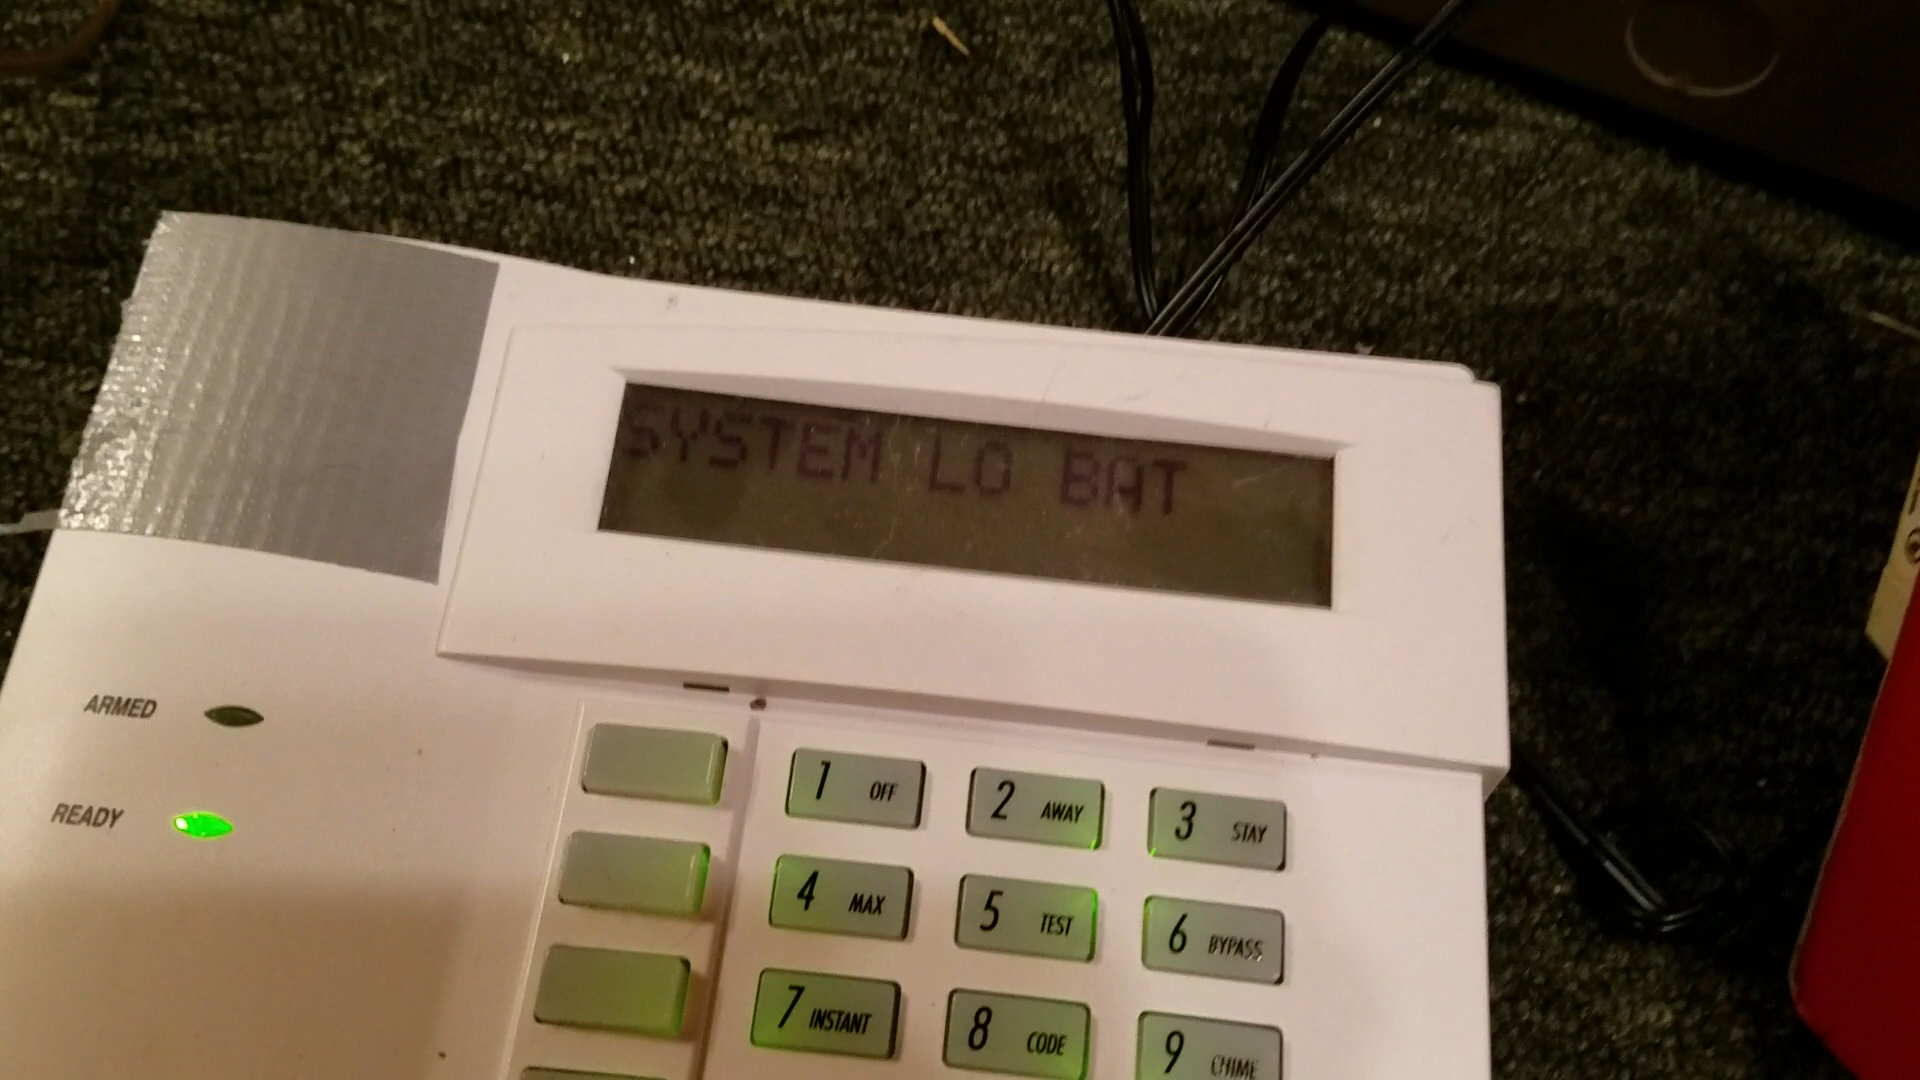 SYSTEM LO BAT
ARMED
READY
1 OFF
2 AWAY
3 STAY
4 MAX
5 TEST
6 BYPASS
7 INSTANT
8 CODE
9 CHIME